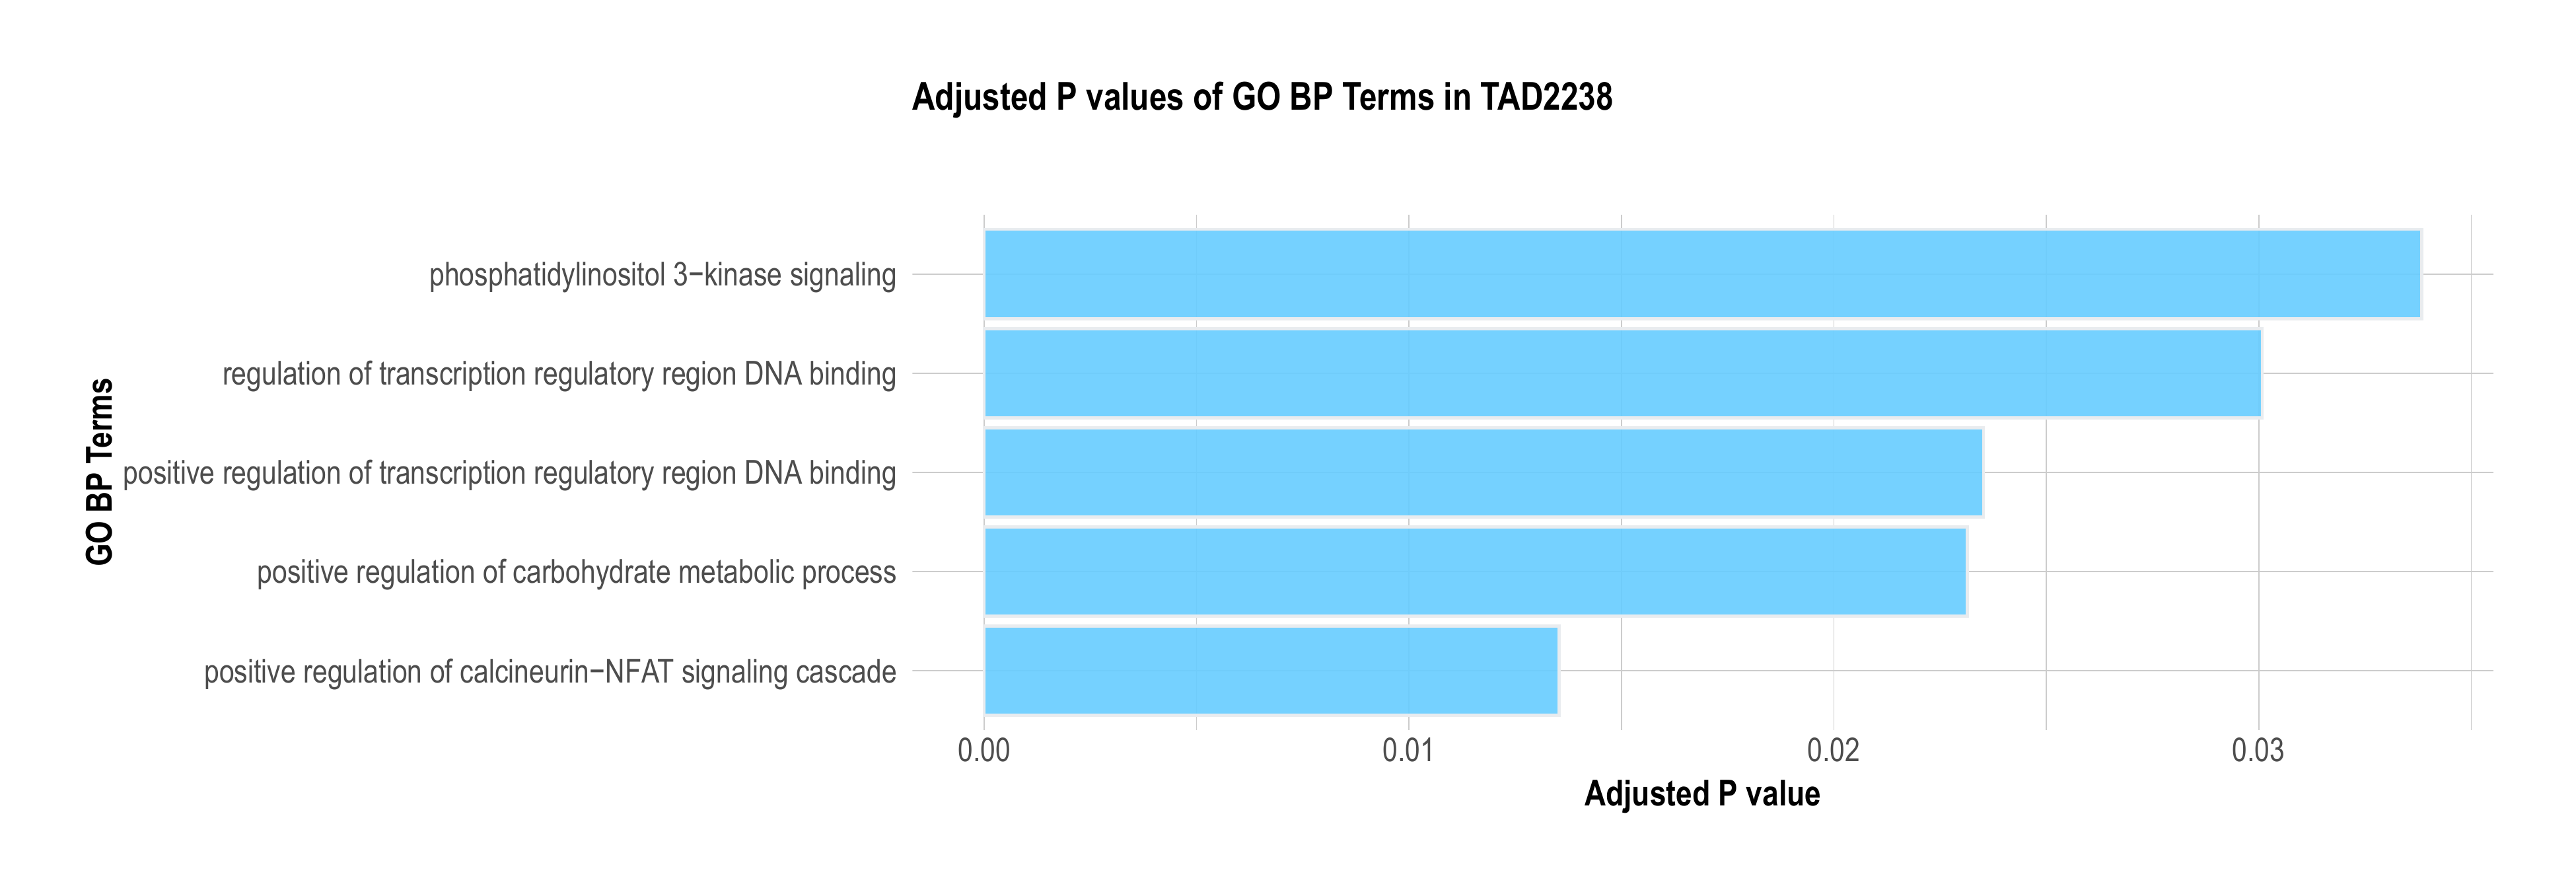 Adjusted P values of GO BP Terms in TAD2238
GO BP Terms
phosphatidylinositol 3−kinase signaling
regulation of transcription regulatory region DNA binding
positive regulation of transcription regulatory region DNA binding
positive regulation of carbohydrate metabolic process
positive regulation of calcineurin−NFAT signaling cascade
0.00 0.01 0.02 0.03
Adjusted P value